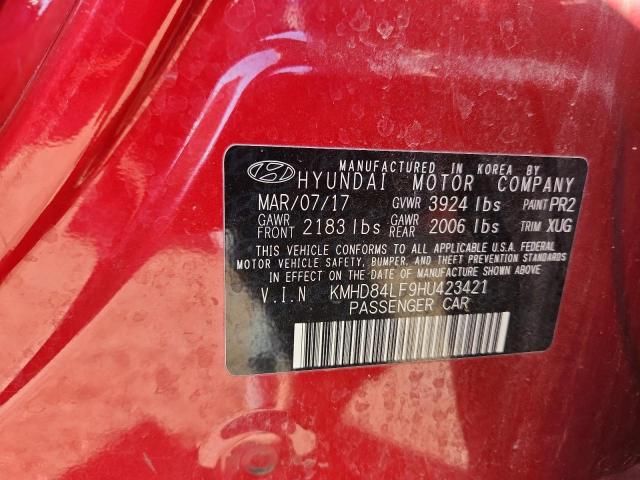 MANUFACTURED IN KOREA BY
HYUNDAI MOTOR COMPANY
MAR/07/17 GVWR 3924 lbs PAINT PR2
GAWR FRONT 2183 lbs GAWR REAR 2006 lbs TRIM XUG
THIS VEHICLE CONFORMS TO ALL APPLICABLE U.S.A. FEDERAL
MOTOR VEHICLE SAFETY, BUMPER, AND THEFT PREVENTION STANDARDS
IN EFFECT ON THE DATE OF MANUFACTURE SHOWN ABOVE
V.I.N KMHD84LF9HU423421
PASSENGER CAR